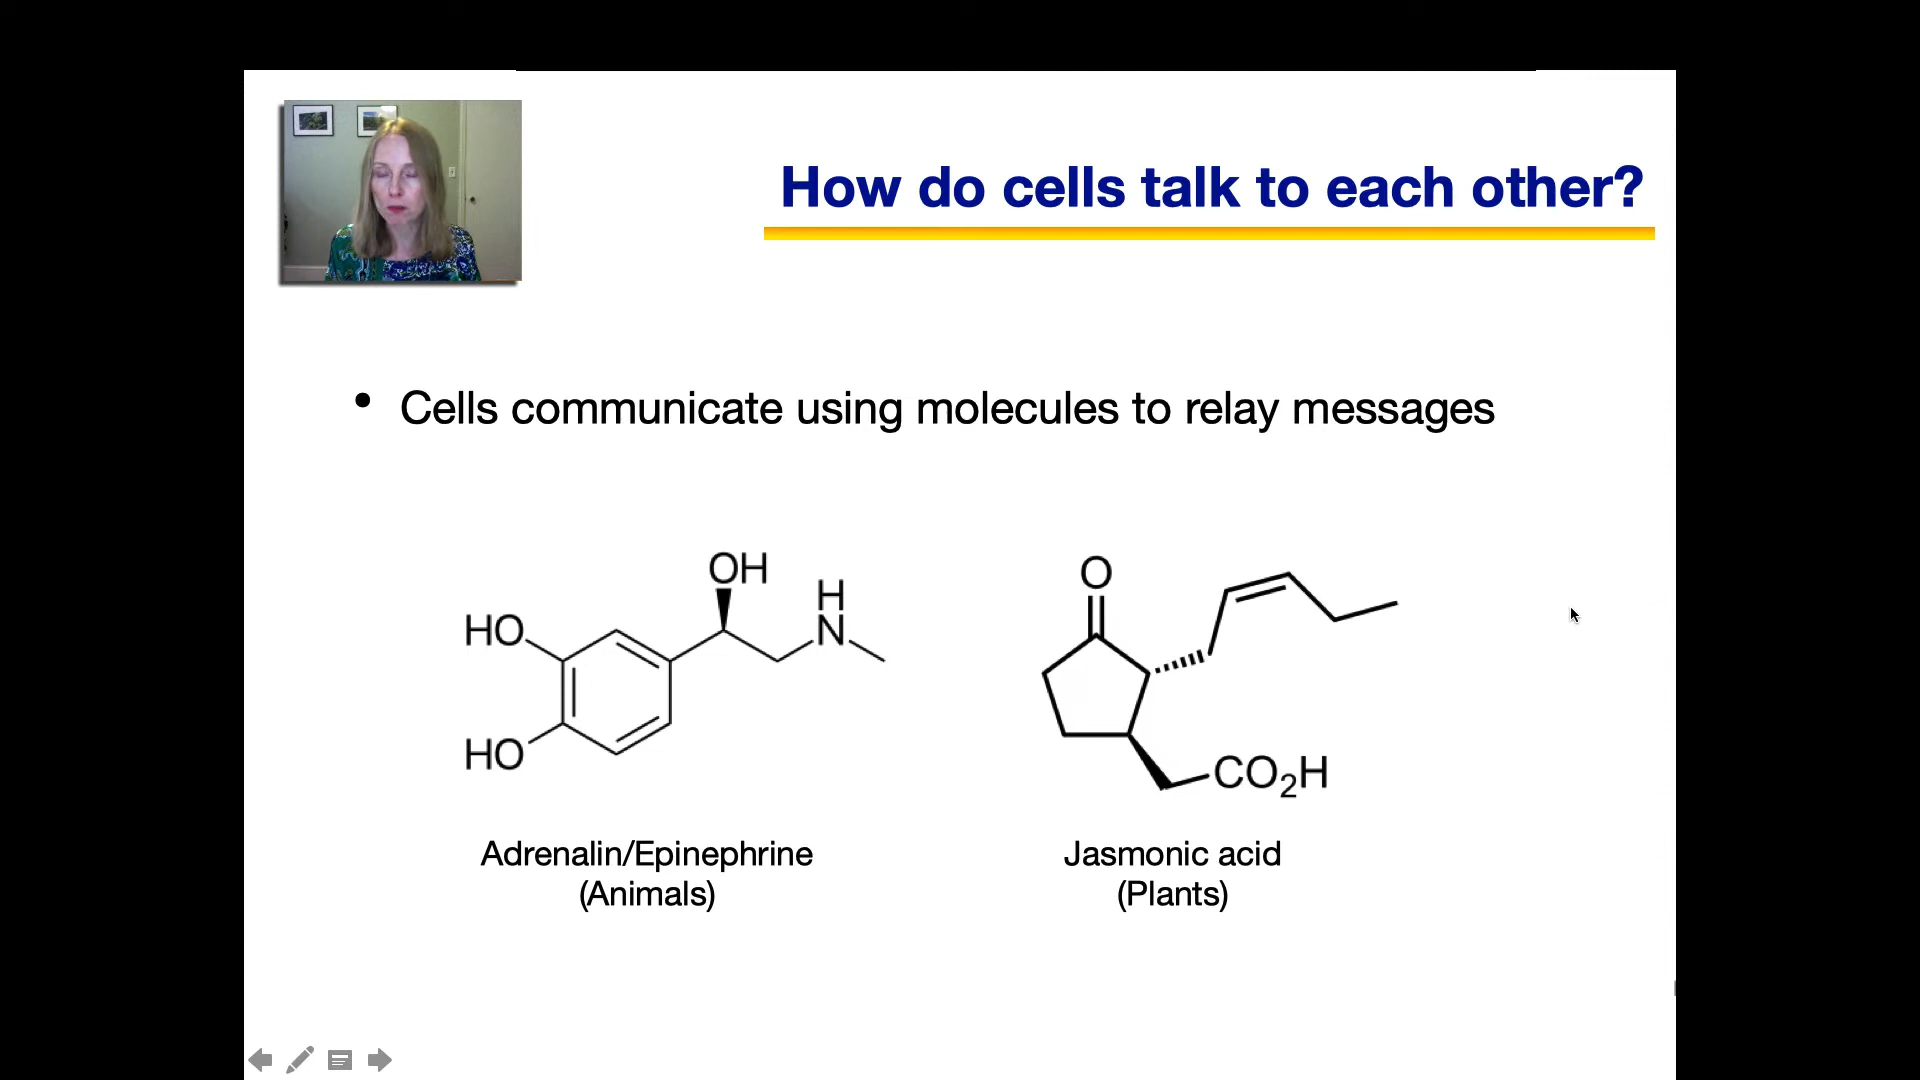 How do cells talk to each other?
• Cells communicate using molecules to relay messages
OH
H
HO
N
HO
O
CO₂H
Adrenalin/Epinephrine
(Animals)
Jasmonic acid
(Plants)